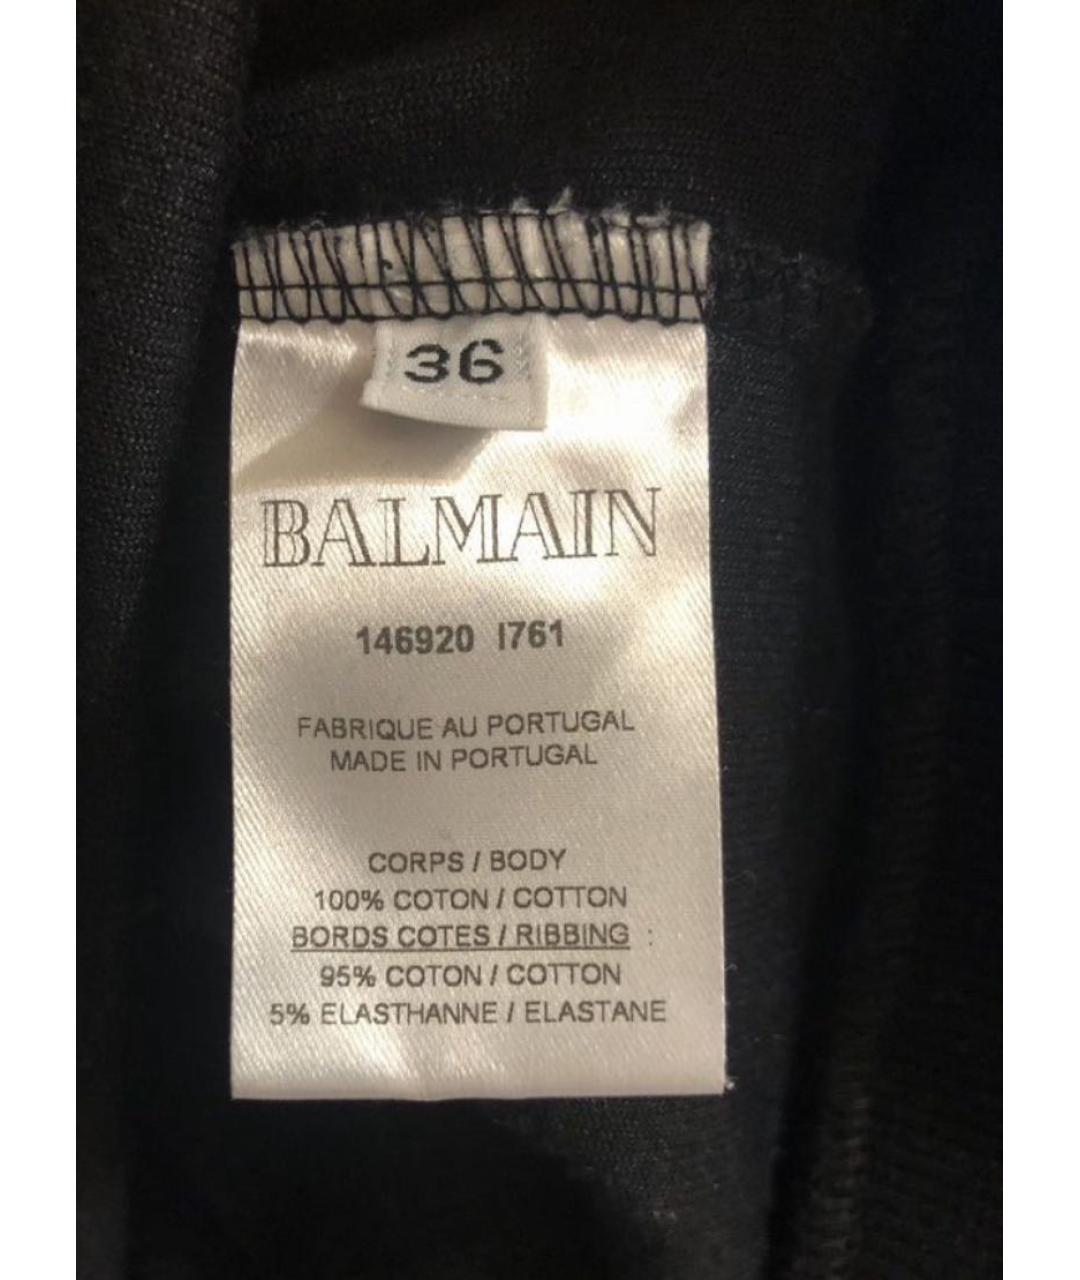 36
BALMAIN
146920 I761
FABRIQUE AU PORTUGAL
MADE IN PORTUGAL
CORPS / BODY
100% COTON / COTTON
BORDS COTES / RIBBING :
95% COTON / COTTON
5% ELASTHANNE / ELASTANE